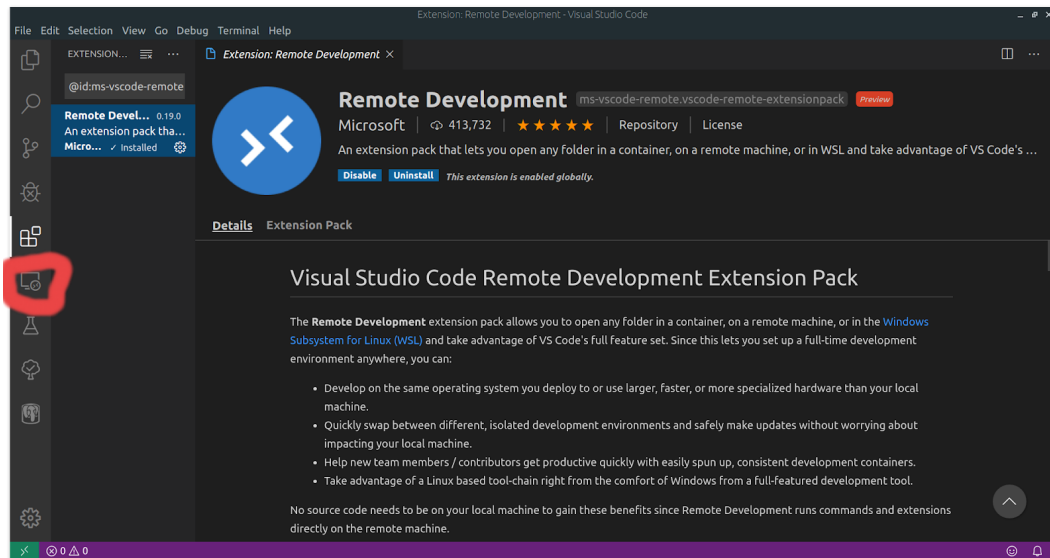 Extension: Remote Development - Visual Studio Code
File Edit Selection View Go Debug Terminal Help
EXTENSION... ···
Extension: Remote Development ×
@id:ms-vscode-remote
Remote Devel... 0.19.0
An extension pack tha...
Micro... ✓ Installed
Remote Development ms-vscode-remote.vscode-remote-extensionpack Preview
Microsoft 413,732 ★★★★★ Repository License
An extension pack that lets you open any folder in a container, on a remote machine, or in WSL and take advantage of VS Code's ...
Disable Uninstall This extension is enabled globally.
Details Extension Pack
Visual Studio Code Remote Development Extension Pack
The Remote Development extension pack allows you to open any folder in a container, on a remote machine, or in the Windows
Subsystem for Linux (WSL) and take advantage of VS Code's full feature set. Since this lets you set up a full-time development
environment anywhere, you can:
• Develop on the same operating system you deploy to or use larger, faster, or more specialized hardware than your local
machine.
• Quickly swap between different, isolated development environments and safely make updates without worrying about
impacting your local machine.
• Help new team members / contributors get productive quickly with easily spun up, consistent development containers.
• Take advantage of a Linux based tool-chain right from the comfort of Windows from a full-featured development tool.
No source code needs to be on your local machine to gain these benefits since Remote Development runs commands and extensions
directly on the remote machine.
0 0